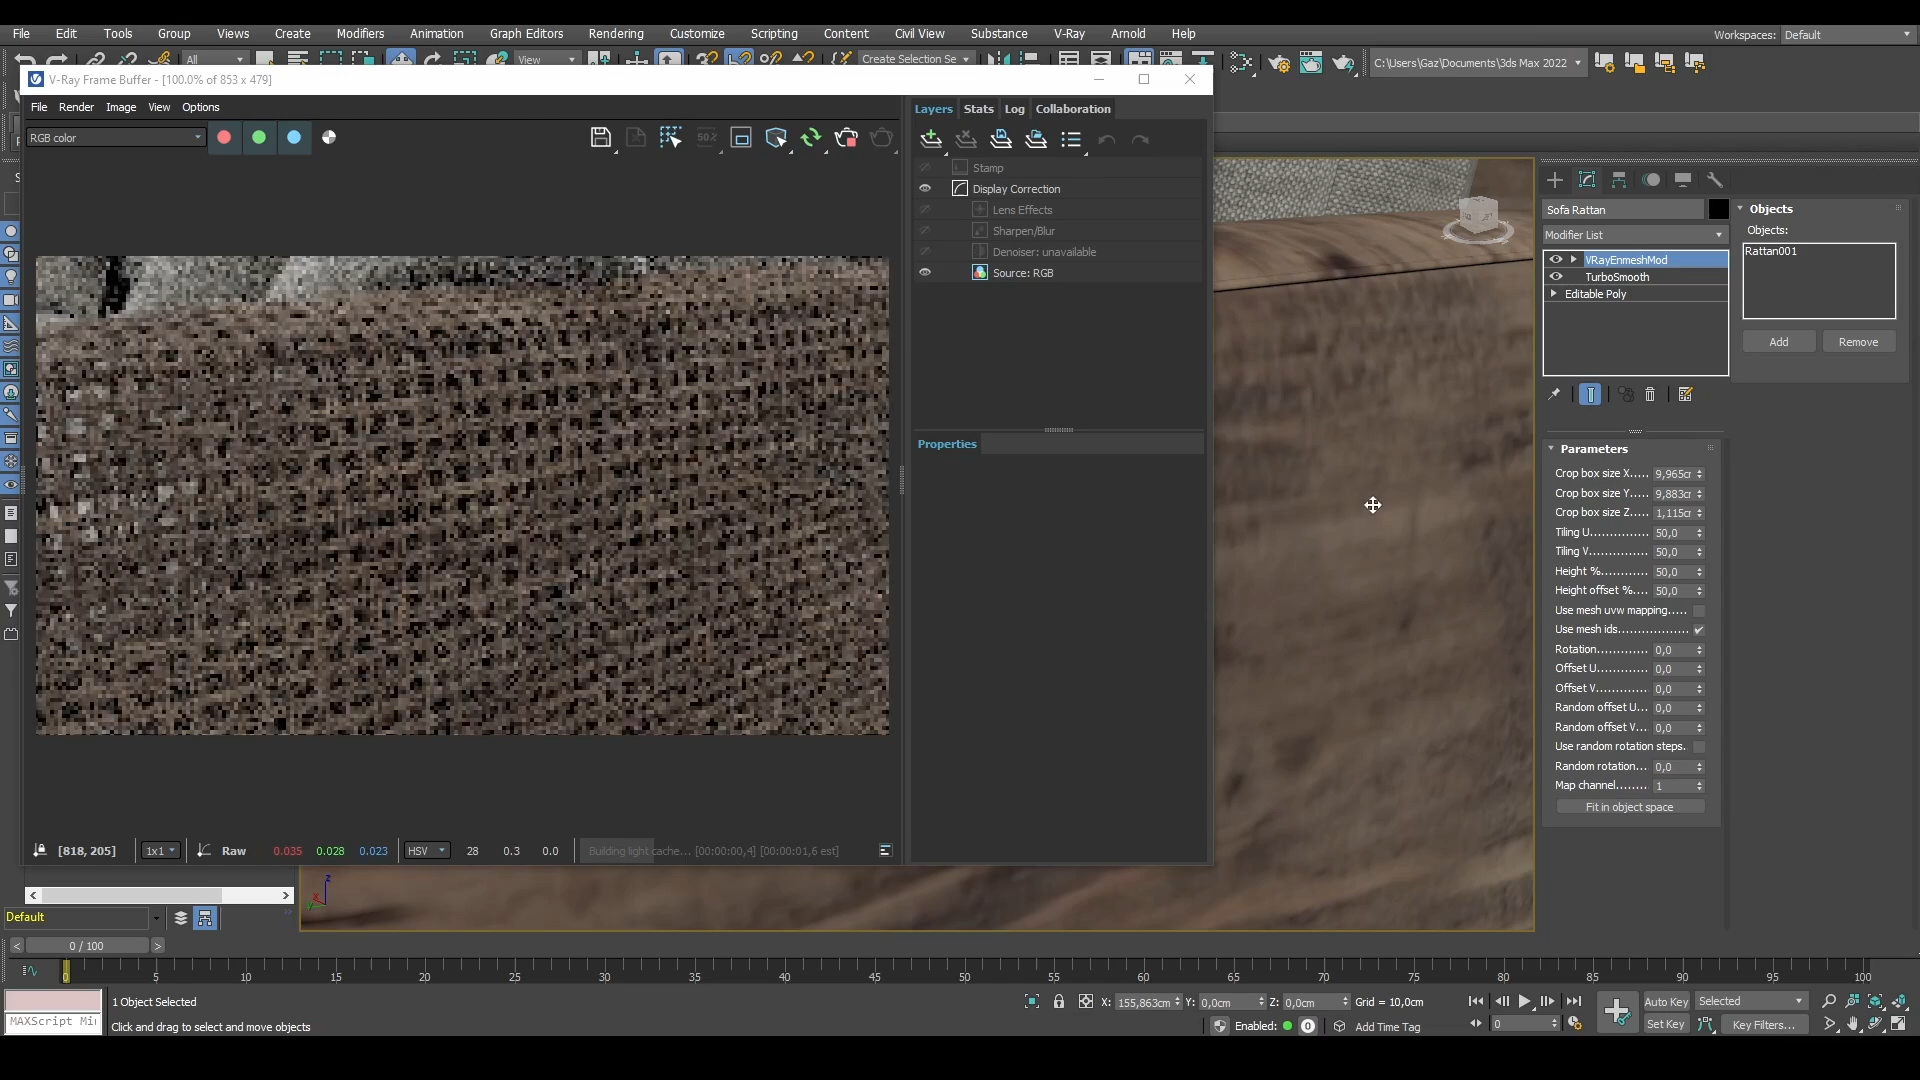 File Edit Tools Group Views Create Modifiers Animation Graph Editors Rendering Customize Scripting Content Civil View Substance V-Ray Arnold Help
Workspaces: Default
All
View
Create Selection Se
C:\Users\Gaz\Documents\3ds Max 2022
V-Ray Frame Buffer - [100.0% of 853 x 479]
File Render Image View Options
RGB color
50%
Layers Stats Log Collaboration
Stamp
Display Correction
Lens Effects
Sharpen/Blur
Denoiser: unavailable
Source: RGB
Properties
[818, 205]
1x1
Raw
0.035 0.028 0.023
HSV
28 0.3 0.0
Building light cache... [00:00:00,4] [00:00:01,6 est]
Sofa Rattan
Modifier List
VRayEnmeshMod
TurboSmooth
Editable Poly
Objects
Objects:
Rattan001
Add Remove
Parameters
Crop box size X..... 9,965cr
Crop box size Y..... 9,883cr
Crop box size Z..... 1,115cr
Tiling U............... 50,0
Tiling V............... 50,0
Height %............ 50,0
Height offset %.... 50,0
Use mesh uvw mapping.....
Use mesh ids.................
Rotation............ 0,0
Offset U............ 0,0
Offset V............ 0,0
Random offset U... 0,0
Random offset V... 0,0
Use random rotation steps.
Random rotation... 0,0
Map channel........ 1
Fit in object space
z
x
y
Default
< 0 / 100 >
0 5 10 15 20 25 30 35 40 45 50 55 60 65 70 75 80 85 90 95 100
1 Object Selected
X: 155,863cm Y: 0,0cm Z: 0,0cm Grid = 10,0cm
Auto Key Selected
MAXScript Mi
Click and drag to select and move objects
Enabled: 0 Add Time Tag
0
Set Key Key Filters...